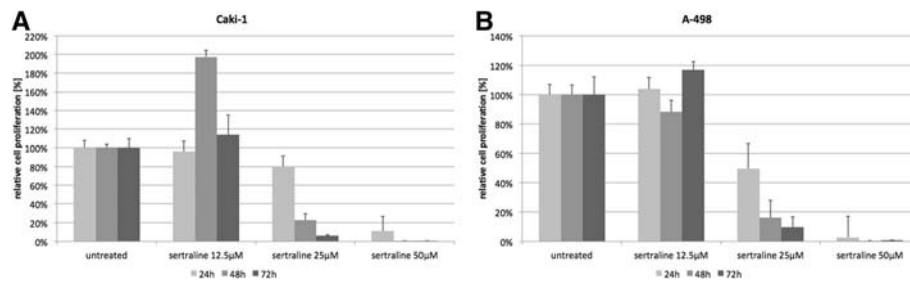 A
Caki-1
relative cell proliferation [%]
220%
200%
180%
160%
140%
120%
100%
80%
60%
40%
20%
0%
untreated
sertraline 12.5µM
sertraline 25µM
sertraline 50µM
24h
48h
72h
B
A-498
relative cell proliferation [%]
140%
120%
100%
80%
60%
40%
20%
0%
untreated
sertraline 12.5µM
sertraline 25µM
sertraline 50µM
24h
48h
72h